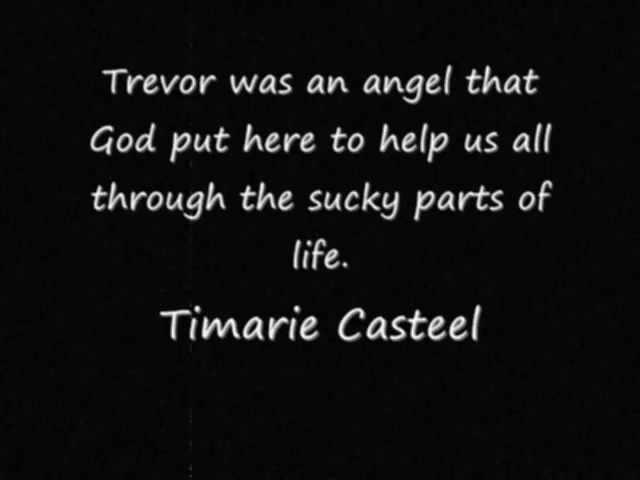 Trevor was an angel that
God put here to help us all
through the sucky parts of
life.
Timarie Casteel